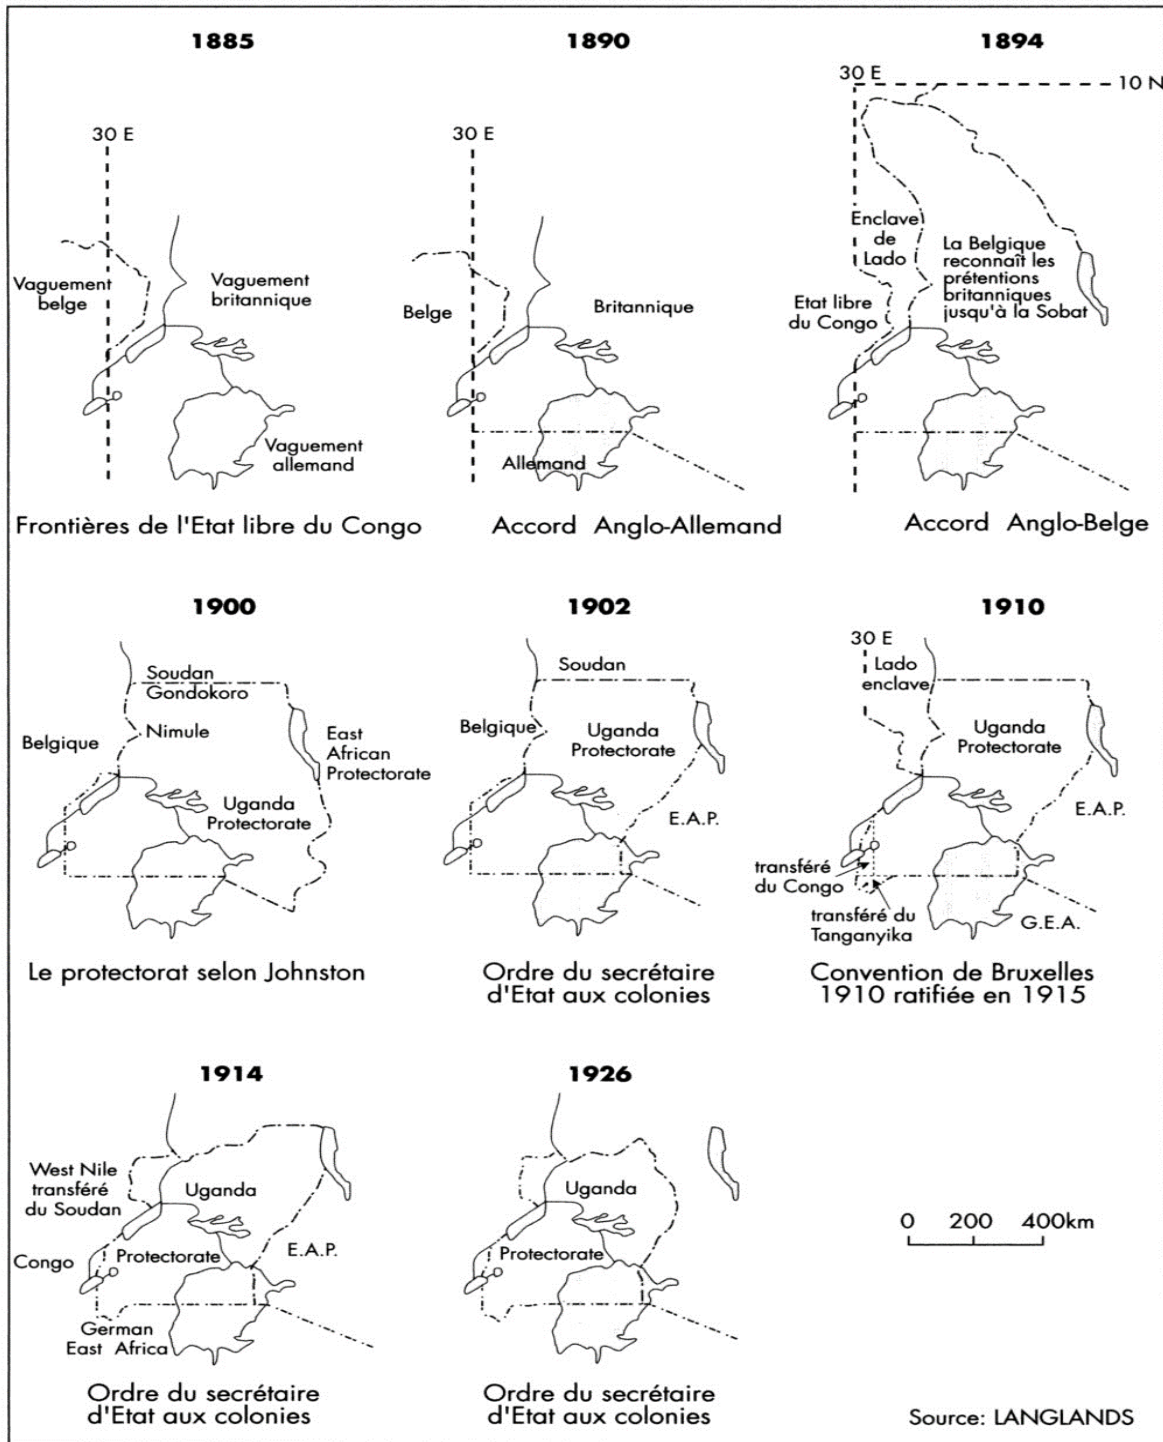 1885
30 E
Vaguement
belge
Vaguement
britannique
Vaguement
allemand
Frontières de l'Etat libre du Congo
1890
30 E
Belge
Britannique
Allemand
Accord Anglo-Allemand
1894
30 E
10 N
Enclave
de
Lado
La Belgique
reconnaît les
prétentions
britanniques
jusqu'à la Sobat
Etat libre
du Congo
Accord Anglo-Belge
1900
Soudan
Gondokoro
Belgique
Nimule
East
African
Protectorate
Uganda
Protectorate
Le protectorat selon Johnston
1902
Soudan
Belgique
Uganda
Protectorate
E.A.P.
Ordre du secrétaire
d'Etat aux colonies
1910
30 E
Lado
enclave
Uganda
Protectorate
E.A.P.
transféré
du Congo
transféré du
Tanganyika
G.E.A.
Convention de Bruxelles
1910 ratifiée en 1915
1914
West Nile
transféré
du Soudan
Uganda
Congo
Protectorate
E.A.P.
German
East Africa
Ordre du secrétaire
d'Etat aux colonies
1926
Uganda
Protectorate
Ordre du secrétaire
d'Etat aux colonies
0 200 400km
Source: LANGLANDS